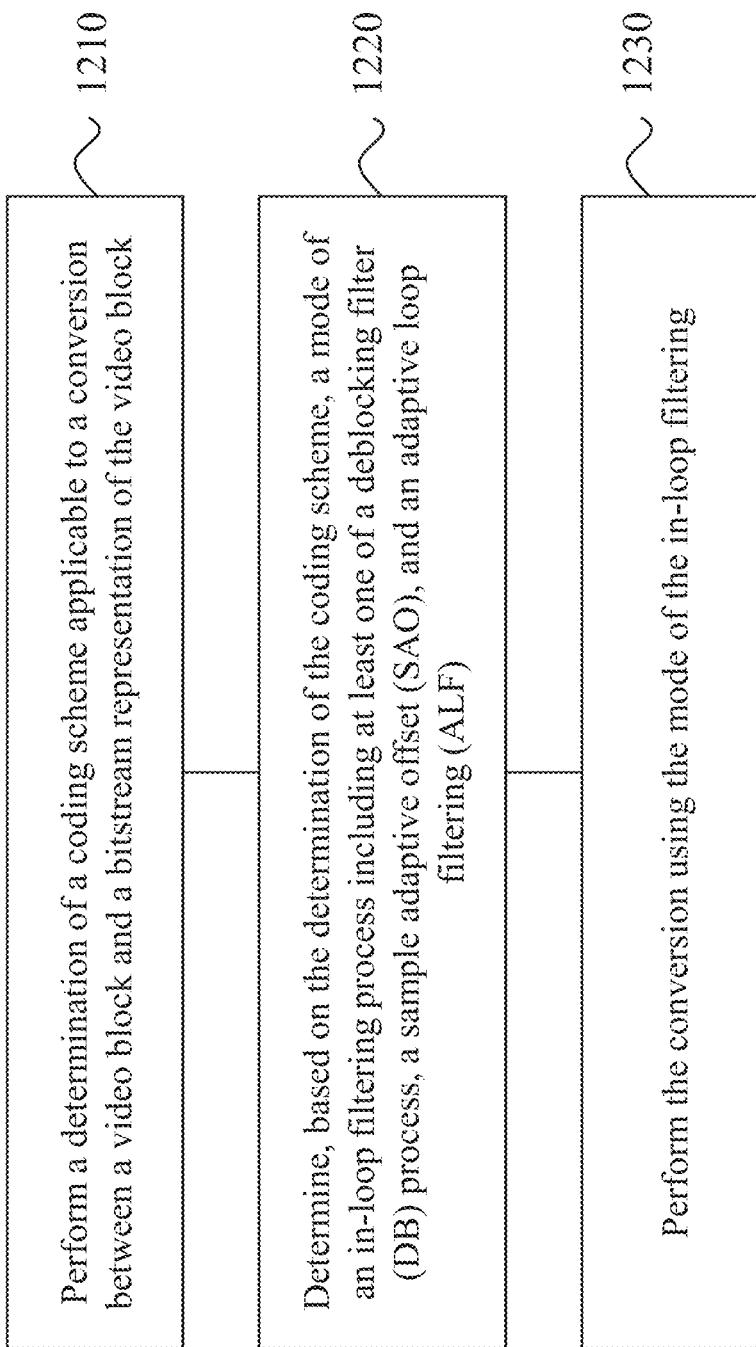 Perform a determination of a coding scheme applicable to a conversion
between a video block and a bitstream representation of the video block
1210
Determine, based on the determination of the coding scheme, a mode of
an in-loop filtering process including at least one of a deblocking filter
(DB) process, a sample adaptive offset (SAO), and an adaptive loop
filtering (ALF)
1220
Perform the conversion using the mode of the in-loop filtering
1230